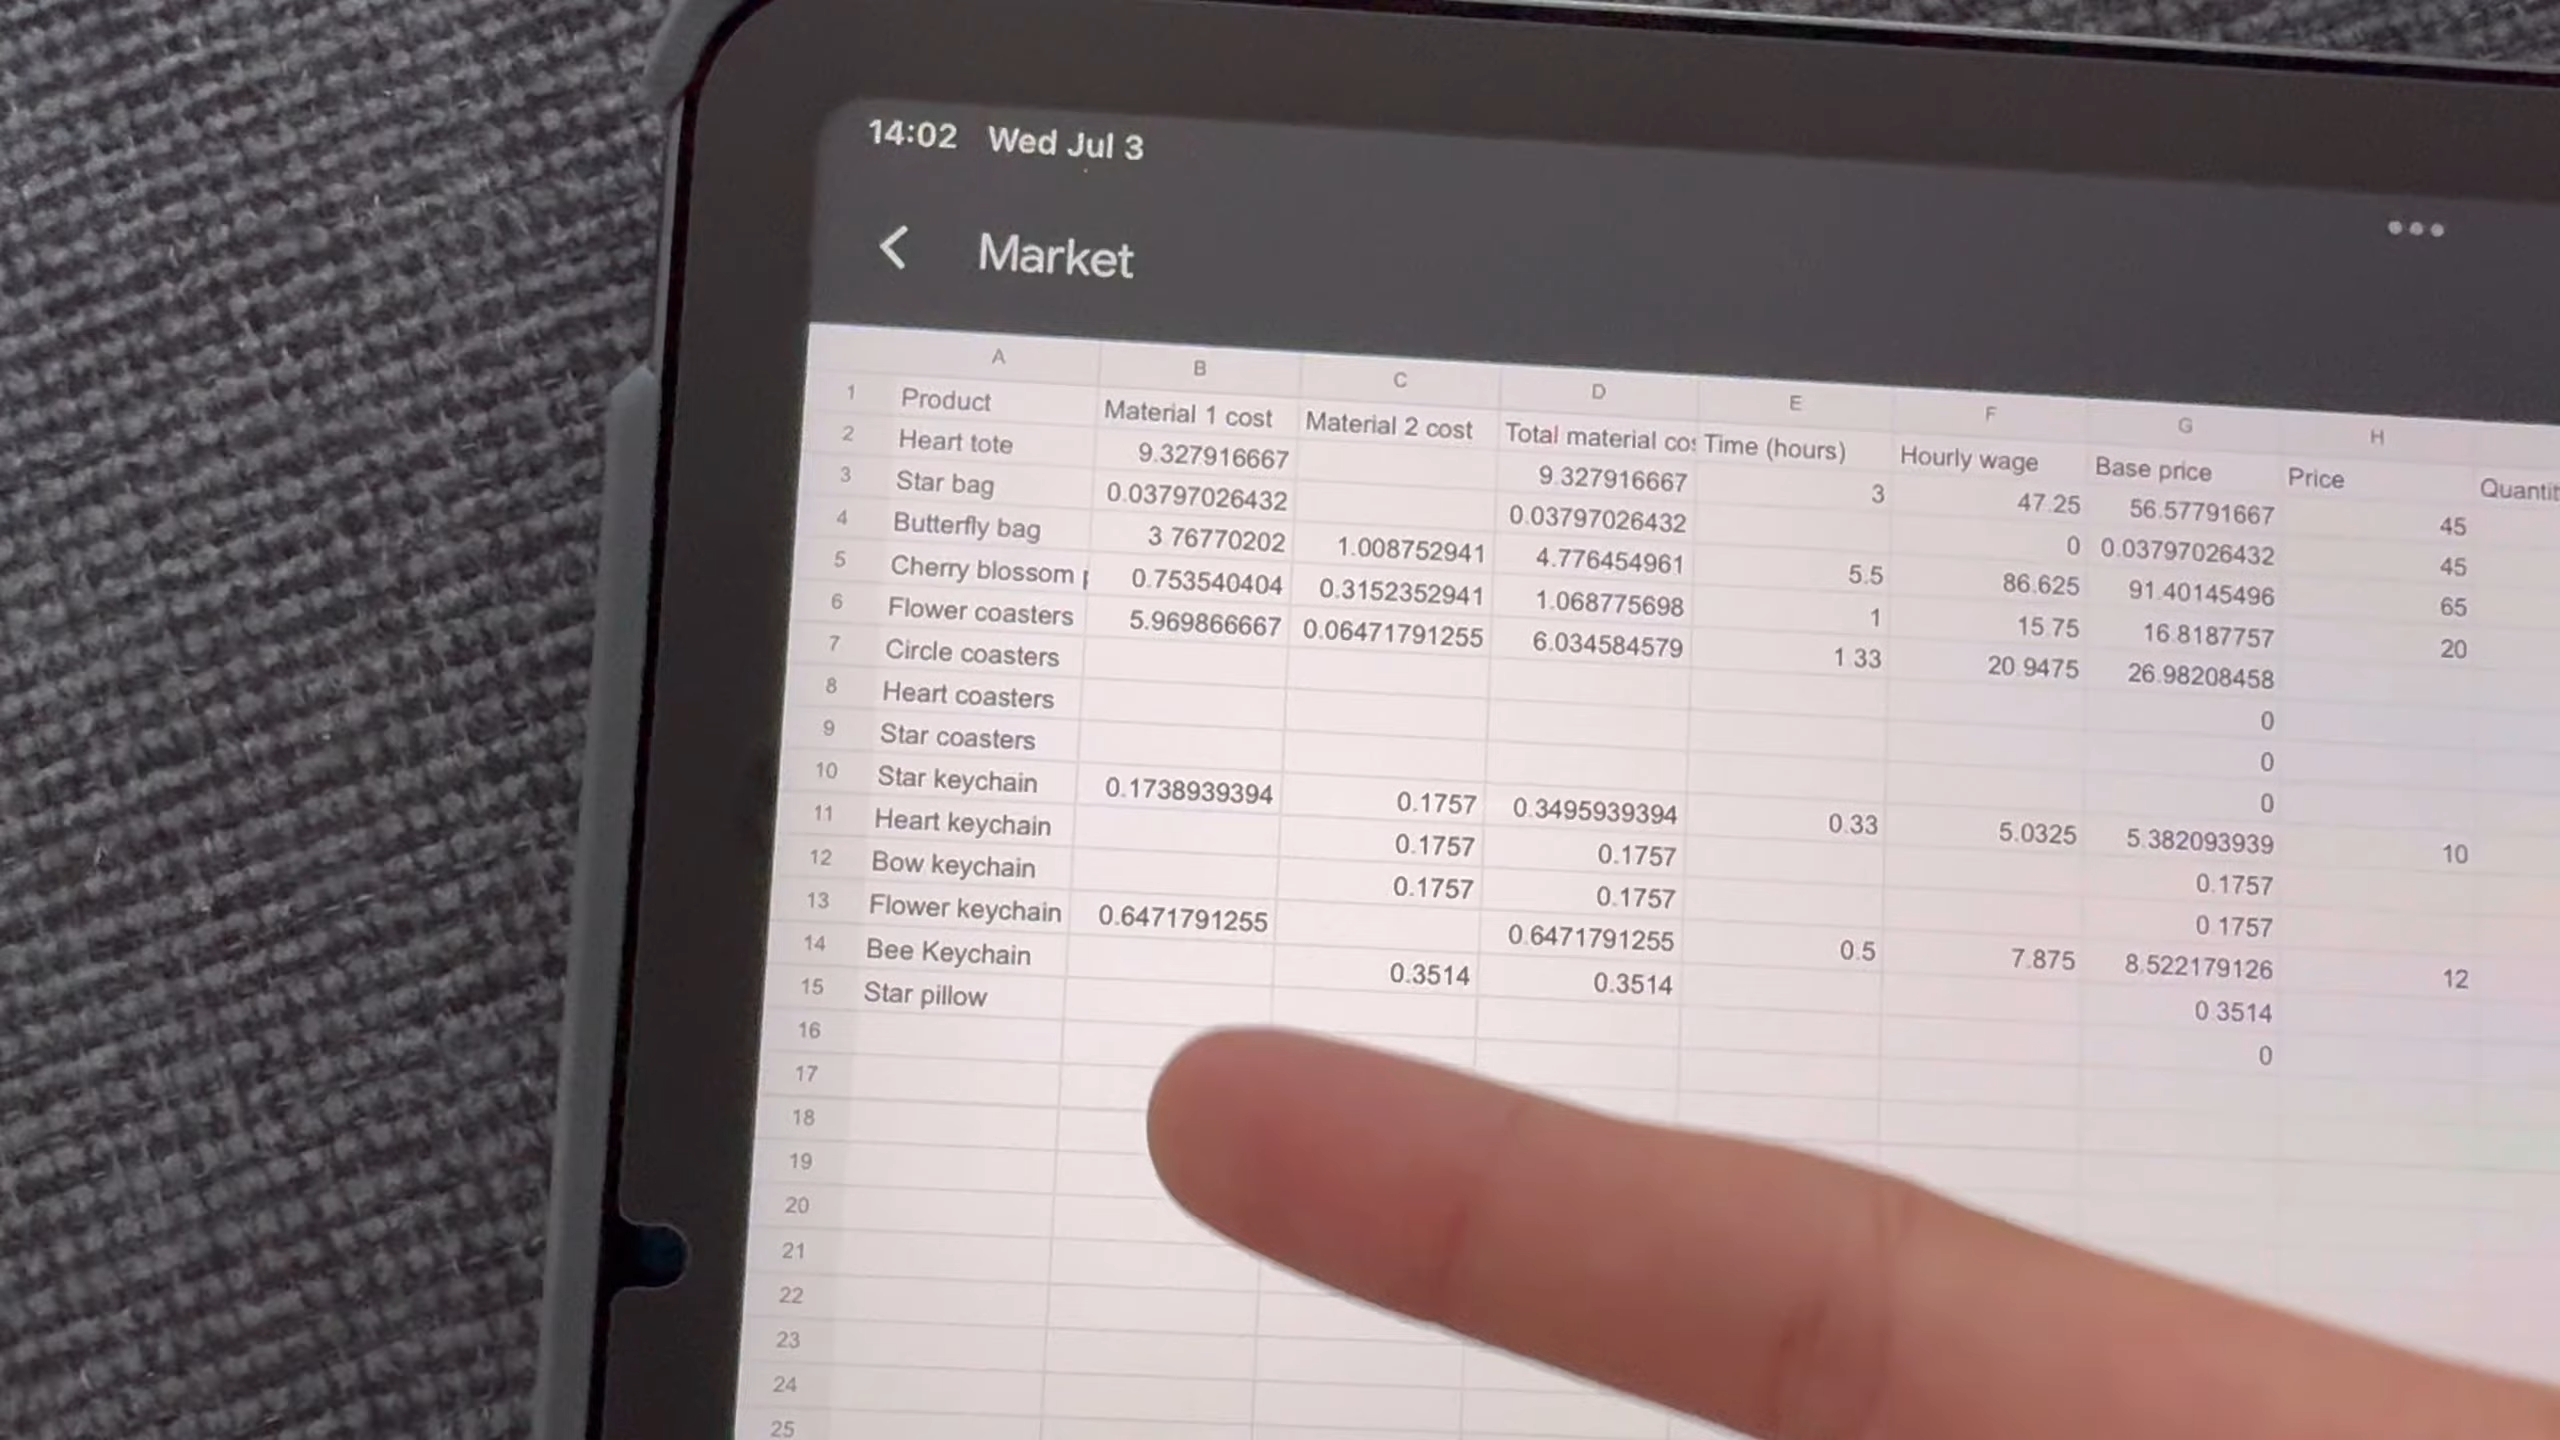 14:02 Wed Jul 3
Market
A B C D E F G H
1 Product Material 1 cost Material 2 cost Total material cos Time (hours) Hourly wage Base price Price Quantit
2 Heart tote 9.327916667 9.327916667 3 47.25 56.57791667 45
3 Star bag 0.03797026432 0.03797026432 0 0.03797026432 45
4 Butterfly bag 3.76770202 1.008752941 4.776454961 5.5 86.625 91.40145496 65
5 Cherry blossom 0.753540404 0.3152352941 1.068775698 1 15.75 16.8187757 20
6 Flower coasters 5.969866667 0.06471791255 6.034584579 1.33 20.9475 26.98208458
7 Circle coasters 0
8 Heart coasters 0
9 Star coasters 0
10 Star keychain 0.1738939394 0.1757 0.3495939394 0.33 5.0325 5.382093939 10
11 Heart keychain 0.1757 0.1757 0.1757
12 Bow keychain 0.1757 0.1757 0.1757
13 Flower keychain 0.6471791255 0.6471791255 0.5 7.875 8.522179126 12
14 Bee Keychain 0.3514 0.3514 0.3514
15 Star pillow 0
16
17
18
19
20
21
22
23
24
25